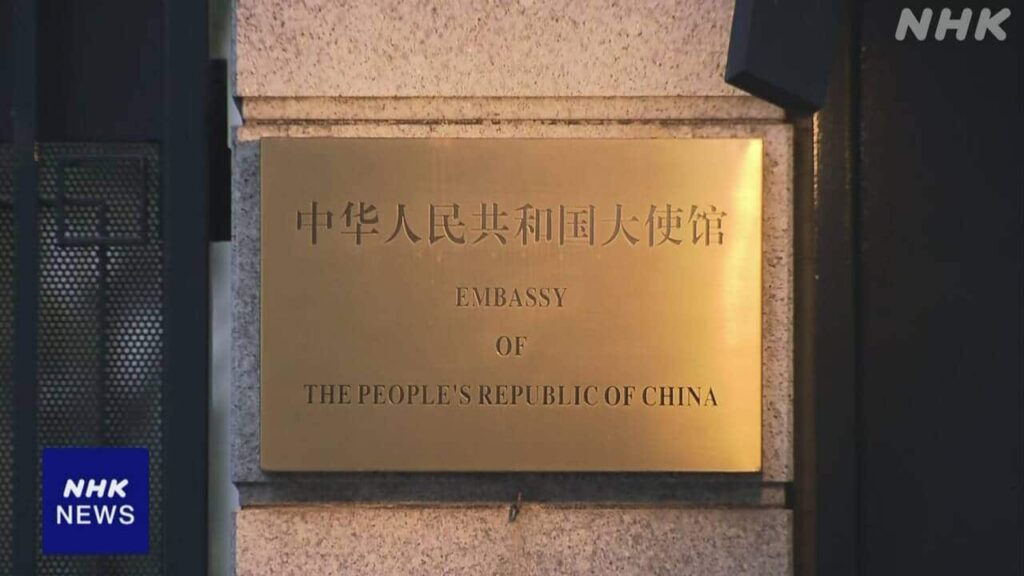 NHK
中华人民共和国大使馆
EMBASSY
OF
THE PEOPLE'S REPUBLIC OF CHINA
NHK
NEWS